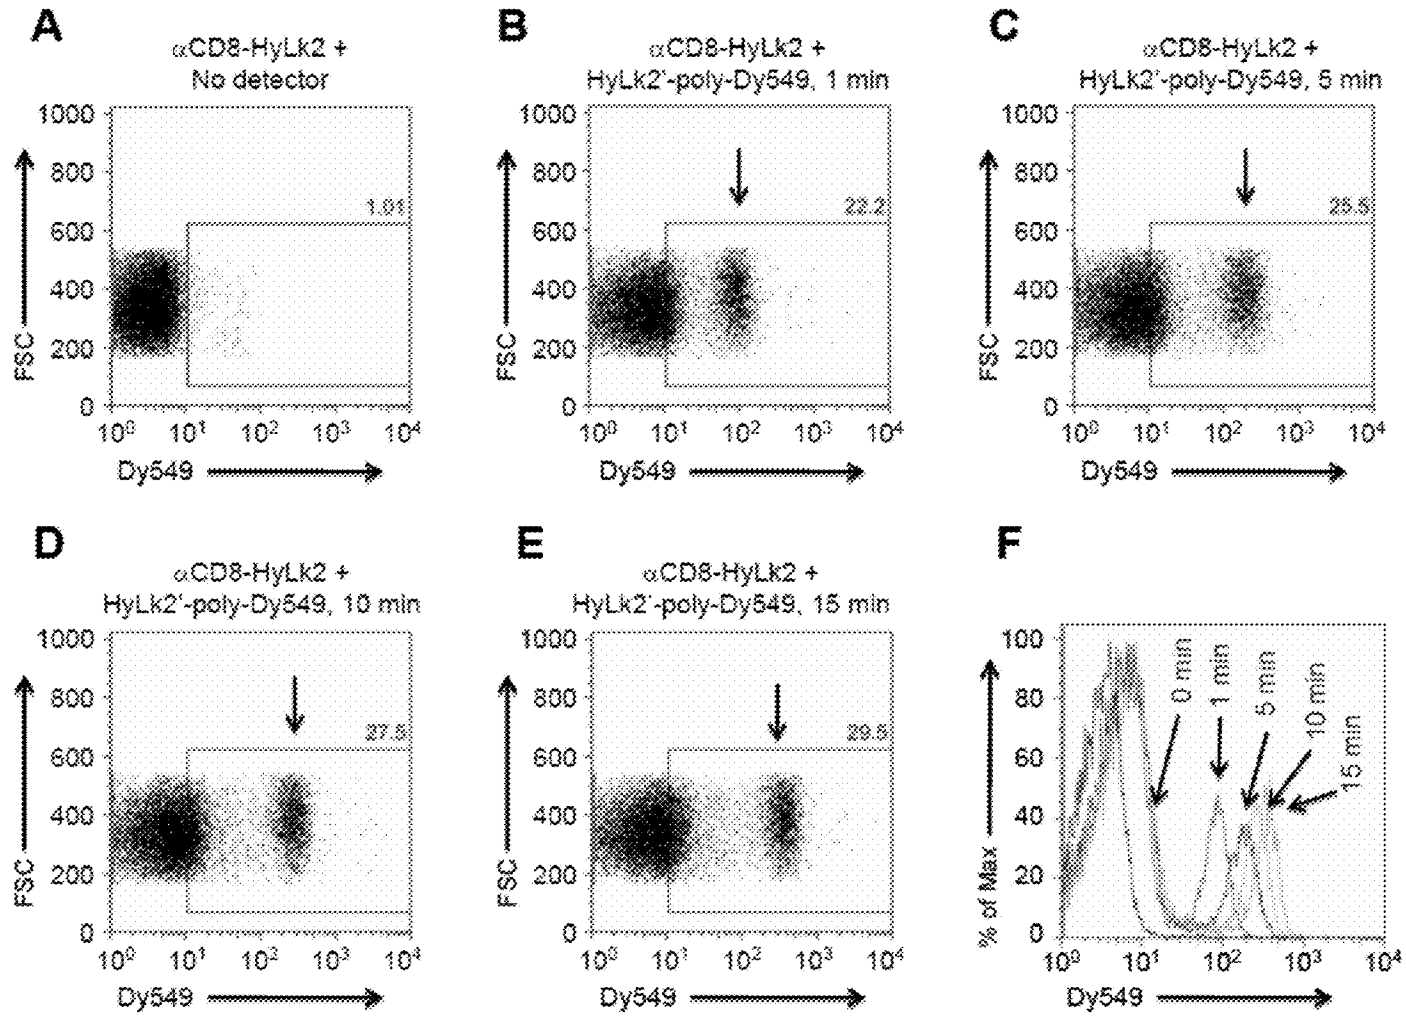 A
αCD8-HyLk2 +
No detector
1000
800
600
400
200
0
FSC
1.01
10⁰ 10¹ 10² 10³ 10⁴
Dy549
B
αCD8-HyLk2 +
HyLk2'-poly-Dy549, 1 min
1000
800
600
400
200
0
FSC
22.2
10⁰ 10¹ 10² 10³ 10⁴
Dy549
C
αCD8-HyLk2 +
HyLk2'-poly-Dy549, 5 min
1000
800
600
400
200
0
FSC
25.5
10⁰ 10¹ 10² 10³ 10⁴
Dy549
D
αCD8-HyLk2 +
HyLk2'-poly-Dy549, 10 min
1000
800
600
400
200
0
FSC
27.5
10⁰ 10¹ 10² 10³ 10⁴
Dy549
E
αCD8-HyLk2 +
HyLk2'-poly-Dy549, 15 min
1000
800
600
400
200
0
FSC
29.5
10⁰ 10¹ 10² 10³ 10⁴
Dy549
F
100
80
60
40
20
0
% of Max
0 min
1 min
5 min
10 min
15 min
10⁰ 10¹ 10² 10³ 10⁴
Dy549